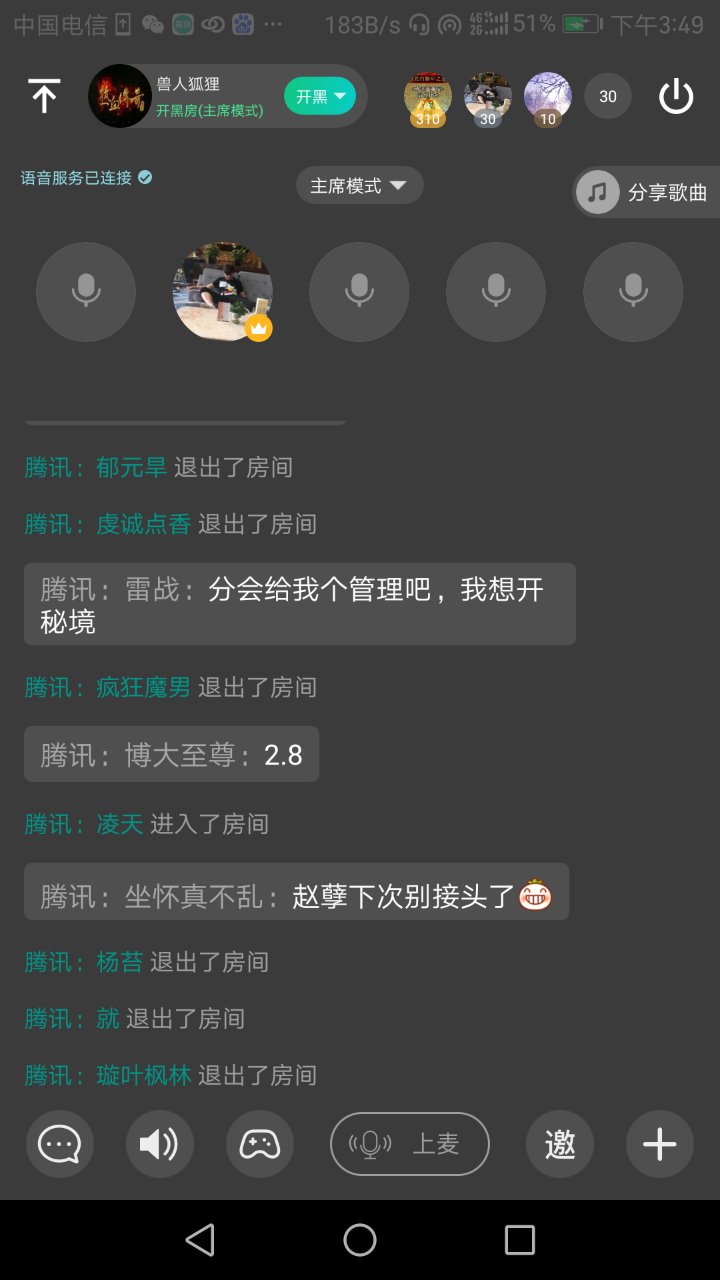 中国电信 183B/s 4G 2G 51% 下午3:49
兽人狐狸
开黑房(主席模式)
开黑
310
30
10
30
语音服务已连接
主席模式
分享歌曲
腾讯：郁元旱 退出了房间
腾讯：虔诚点香 退出了房间
腾讯：雷战：分会给我个管理吧，我想开
秘境
腾讯：疯狂魔男 退出了房间
腾讯：博大至尊：2.8
腾讯：凌天 进入了房间
腾讯：坐怀真不乱：赵孽下次别接头了
腾讯：杨苔 退出了房间
腾讯：就 退出了房间
腾讯：璇叶枫林 退出了房间
上麦
邀